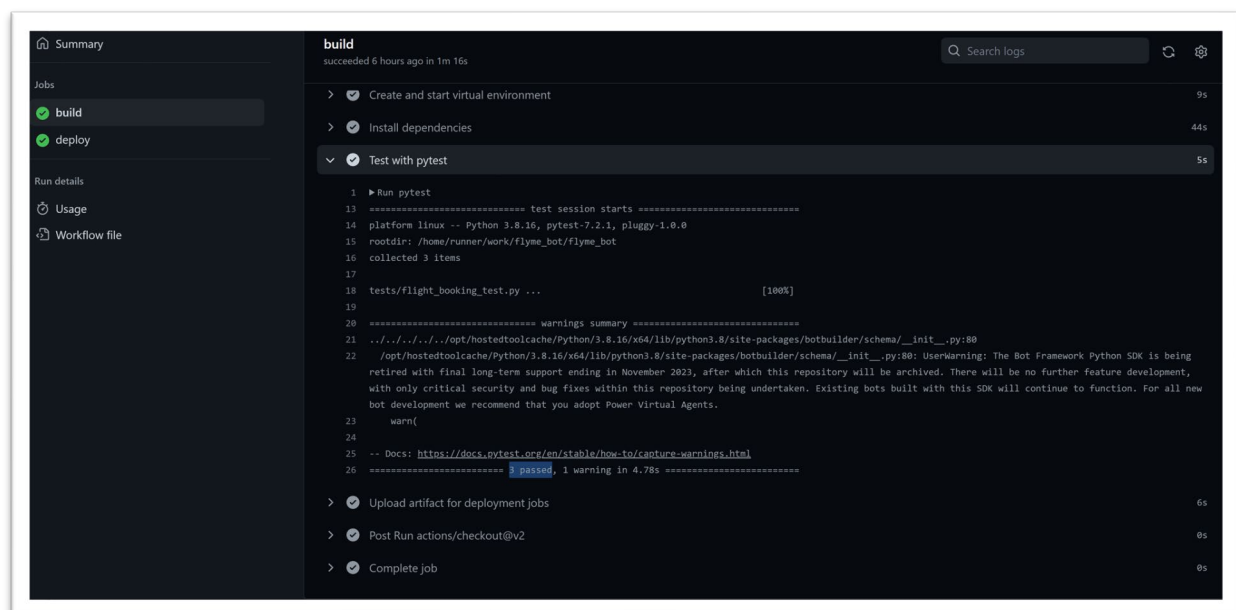 Summary
Jobs
build
deploy
Run details
Usage
Workflow file
build
succeeded 6 hours ago in 1m 16s
Search logs
Create and start virtual environment 9s
Install dependencies 44s
Test with pytest 5s
1 Run pytest
13 ============================= test session starts ==============================
14 platform linux -- Python 3.8.16, pytest-7.2.1, pluggy-1.0.0
15 rootdir: /home/runner/work/flyme_bot/flyme_bot
16 collected 3 items
17
18 tests/flight_booking_test.py ... [100%]
19
20 =============================== warnings summary ===============================
21 ../../../../../opt/hostedtoolcache/Python/3.8.16/x64/lib/python3.8/site-packages/botbuilder/schema/__init__.py:80
22 /opt/hostedtoolcache/Python/3.8.16/x64/lib/python3.8/site-packages/botbuilder/schema/__init__.py:80: UserWarning: The Bot Framework Python SDK is being
retired with final long-term support ending in November 2023, after which this repository will be archived. There will be no further feature development,
with only critical security and bug fixes within this repository being undertaken. Existing bots built with this SDK will continue to function. For all new
bot development we recommend that you adopt Power Virtual Agents.
23 warn(
24
25 -- Docs: https://docs.pytest.org/en/stable/how-to/capture-warnings.html
26 ========================= 3 passed, 1 warning in 4.78s =========================
Upload artifact for deployment jobs 6s
Post Run actions/checkout@v2 0s
Complete job 0s